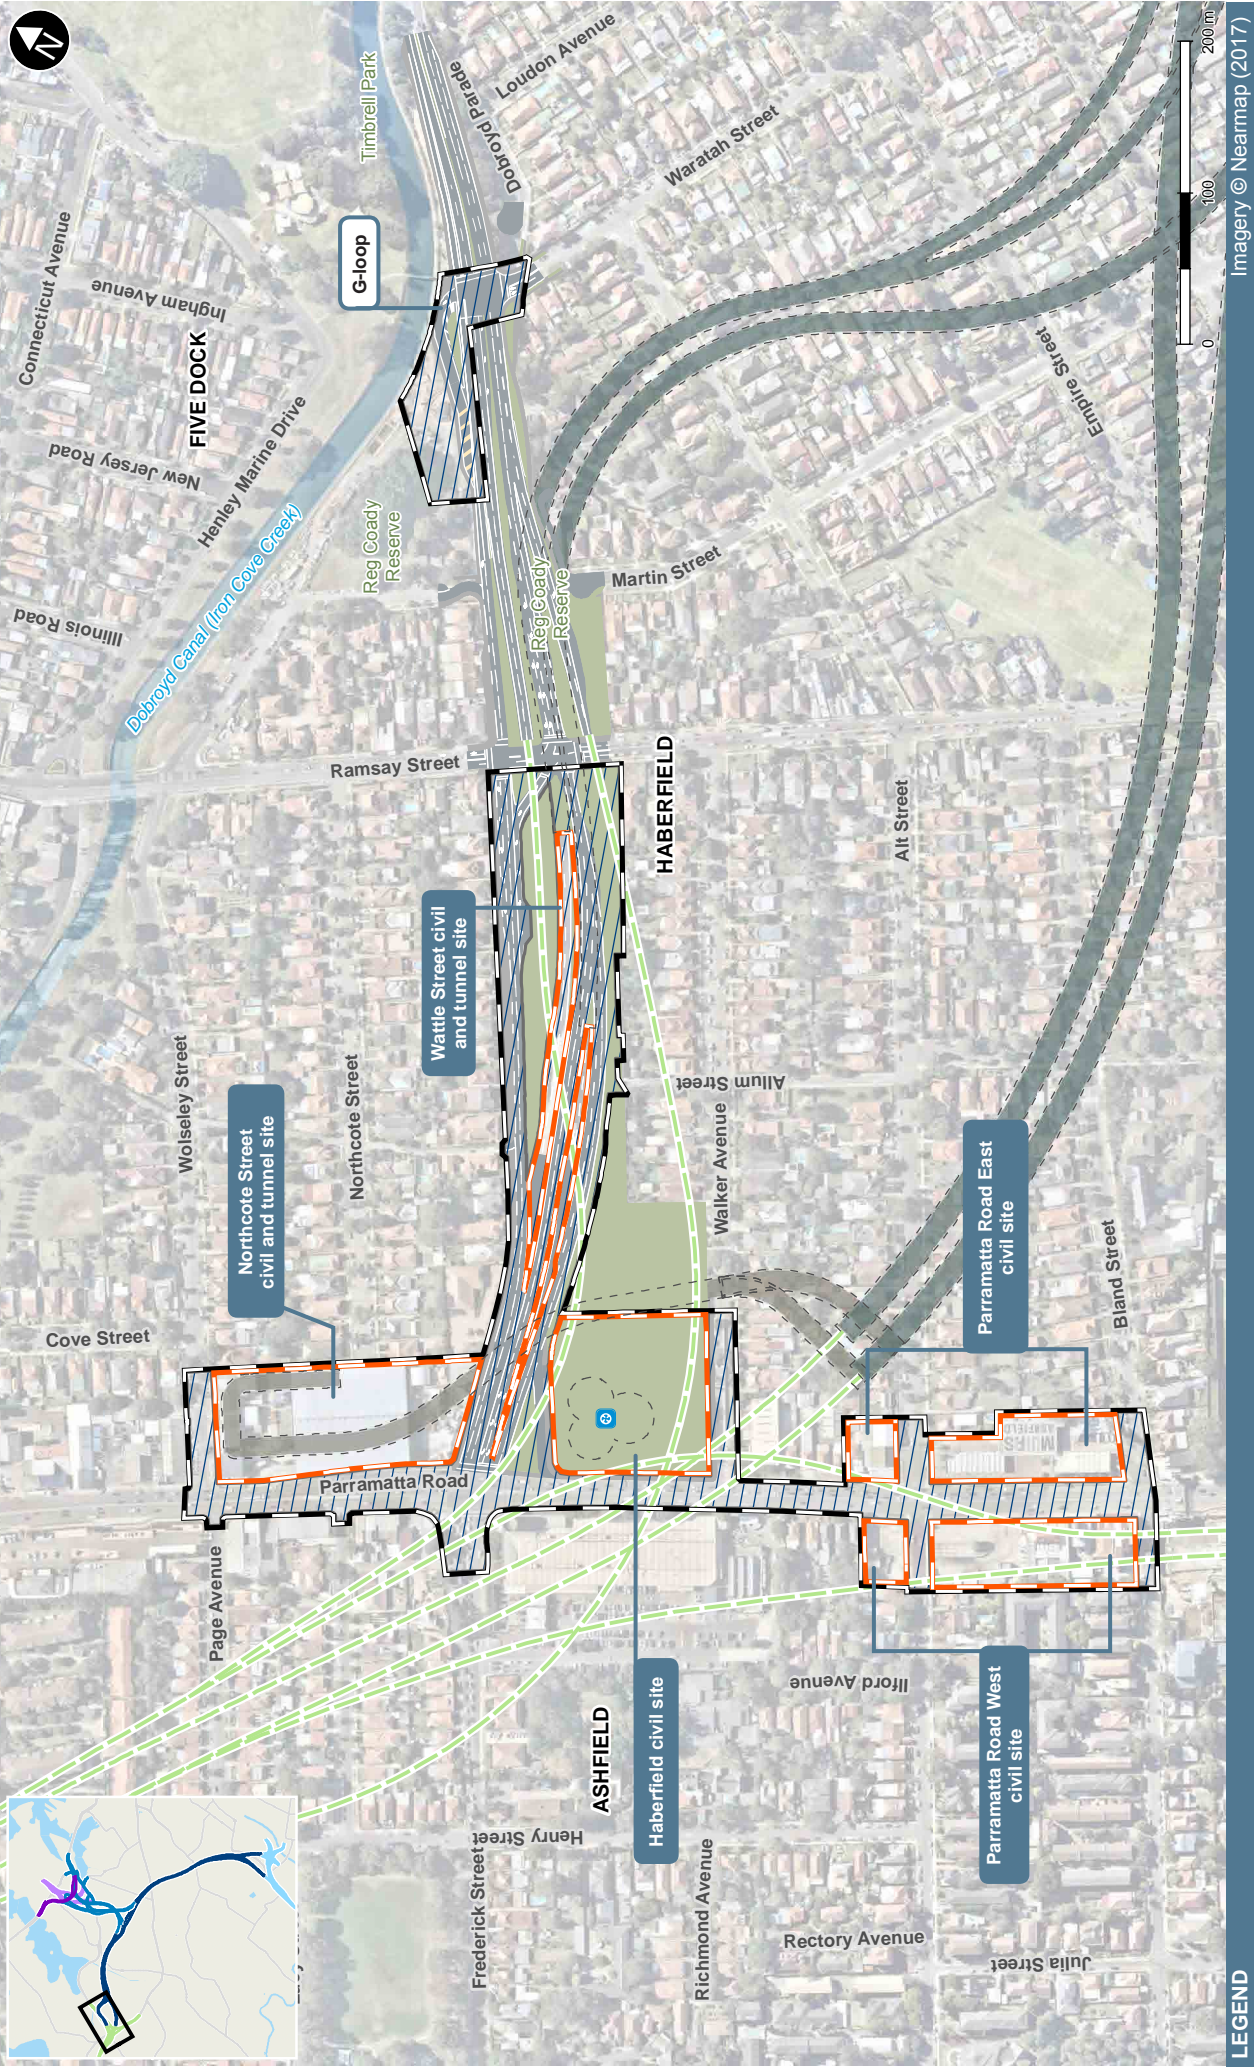 N
Connecticut Avenue
Ingham Avenue
FIVE DOCK
New Jersey Road
Henley Marine Drive
Illinois Road
Dobroyd Canal (Iron Cove Creek)
Timbrell Park
G-loop
Dobroyd Parade
Loudon Avenue
Waratah Street
Reg Coady
Reserve
Reg Coady
Reserve
Martin Street
Empire Street
Ramsay Street
HABERFIELD
Alt Street
Wattle Street civil
and tunnel site
Wolseley Street
Northcote Street
Northcote Street
civil and tunnel site
Allum Street
Walker Avenue
Cove Street
Parramatta Road East
civil site
Bland Street
Parramatta Road
Page Avenue
Ilford Avenue
ASHFIELD
Haberfield civil site
Parramatta Road West
civil site
Henry Street
Frederick Street
Richmond Avenue
Rectory Avenue
Julia Street
0
100
200 m
LEGEND
Imagery © Nearmap (2017)